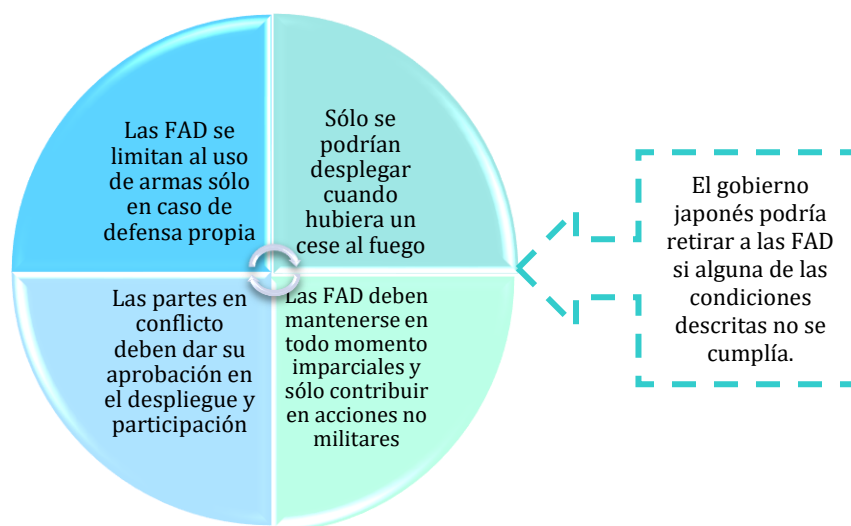 Las FAD se
limitan al uso
de armas sólo
en caso de
defensa propia
Sólo se
podrían
desplegar
cuando
hubiera un
cese al fuego
Las partes en
conflicto
deben dar su
aprobación en
el despliegue y
participación
Las FAD deben
mantenerse en
todo momento
imparciales y
sólo contribuir
en acciones no
militares
El gobierno
japonés podría
retirar a las FAD
si alguna de las
condiciones
descritas no se
cumplía.